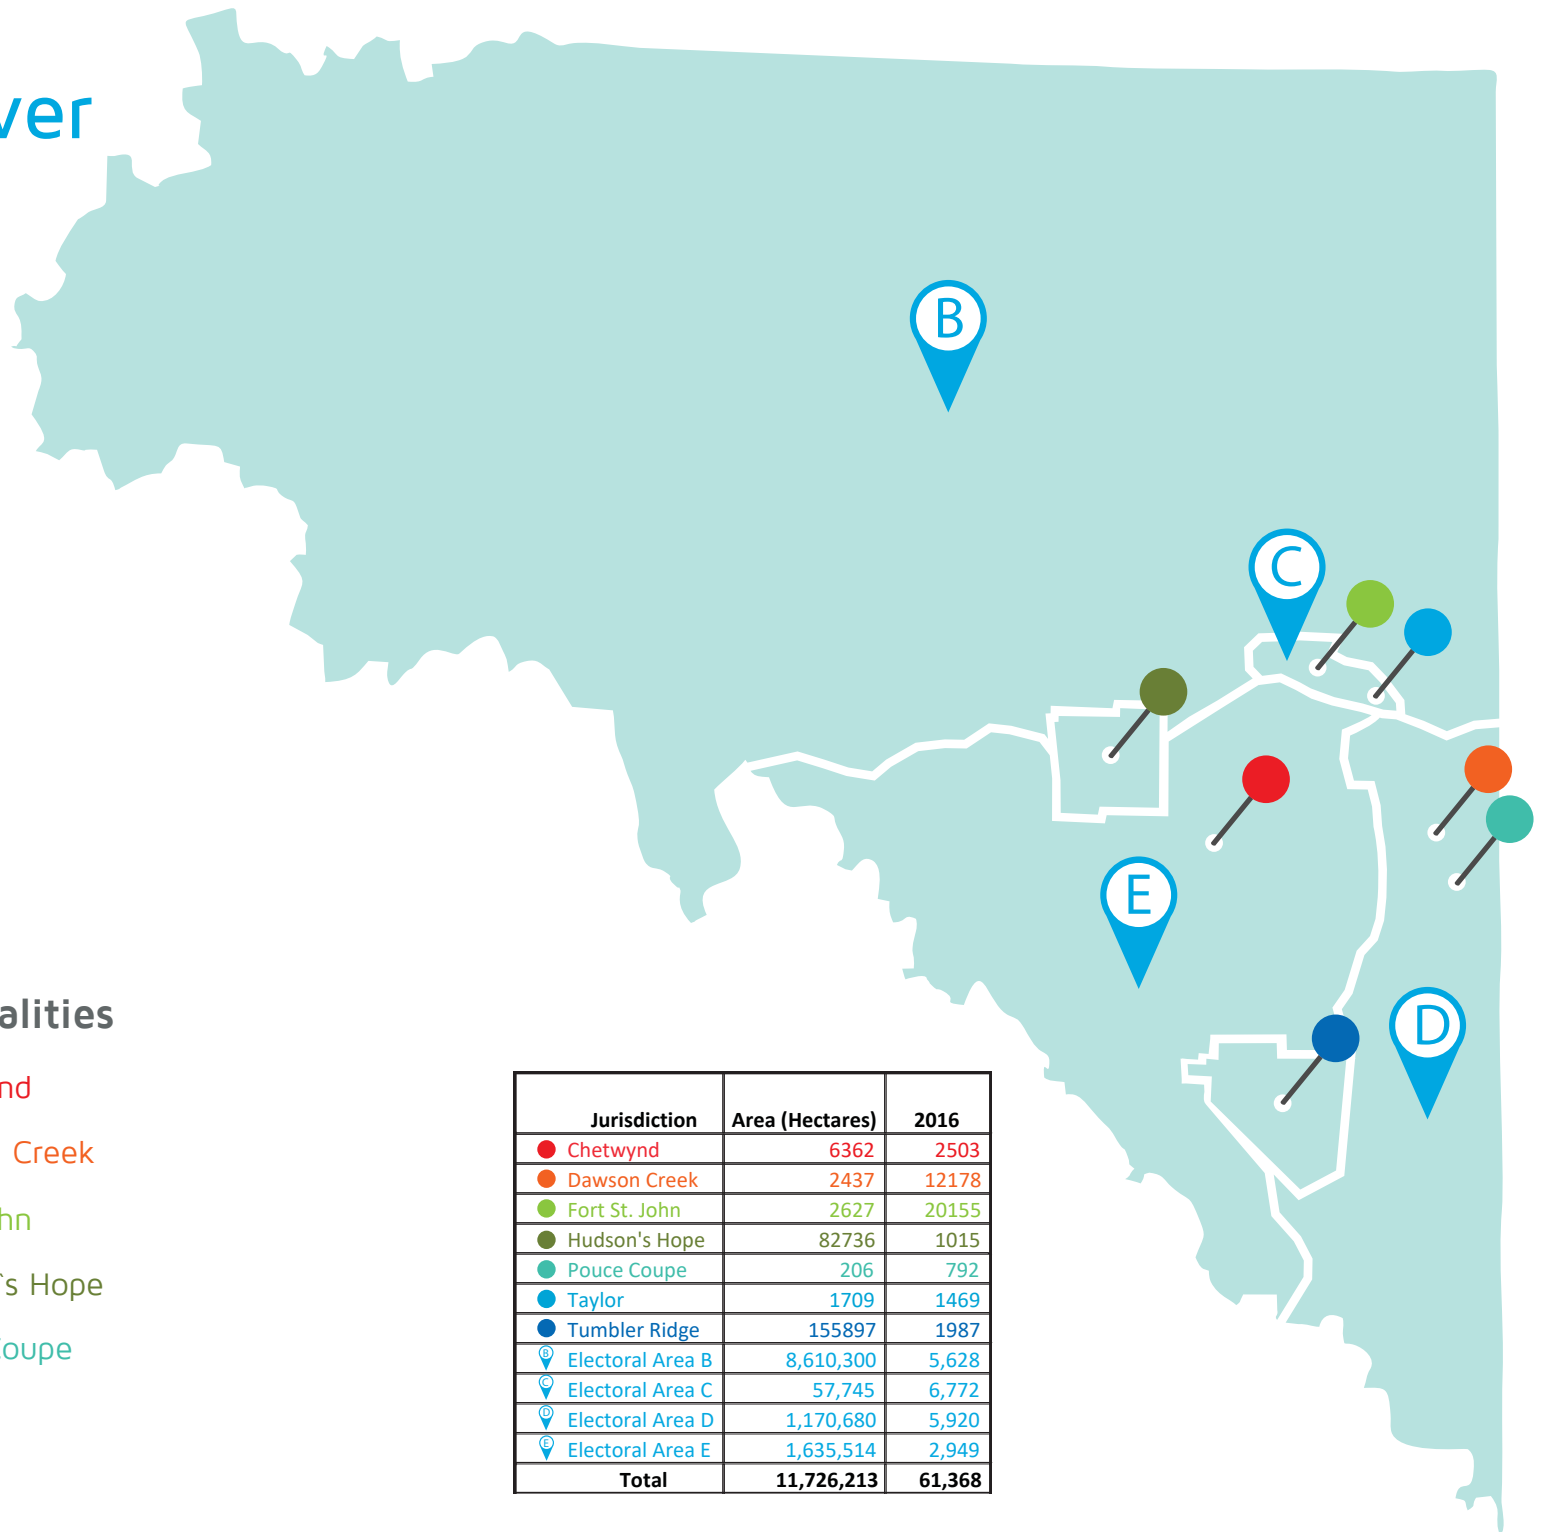 ver
B
C
E
D
alities
nd
Creek
hn
`s Hope
Coupe
Jurisdiction Area (Hectares) 2016
Chetwynd 6362 2503
Dawson Creek 2437 12178
Fort St. John 2627 20155
Hudson's Hope 82736 1015
Pouce Coupe 206 792
Taylor 1709 1469
Tumbler Ridge 155897 1987
B Electoral Area B 8,610,300 5,628
C Electoral Area C 57,745 6,772
D Electoral Area D 1,170,680 5,920
E Electoral Area E 1,635,514 2,949
Total 11,726,213 61,368